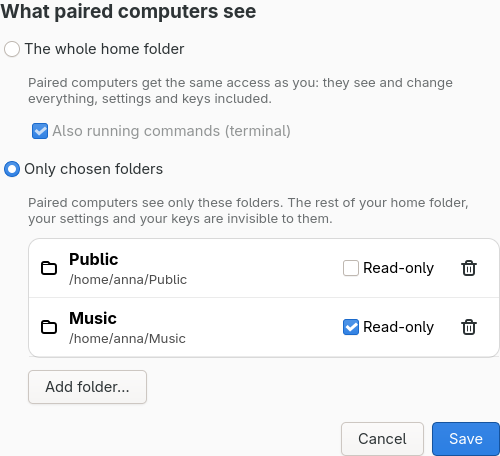 What paired computers see
The whole home folder
Paired computers get the same access as you: they see and change
everything, settings and keys included.
Also running commands (terminal)
Only chosen folders
Paired computers see only these folders. The rest of your home folder,
your settings and your keys are invisible to them.
Public
/home/anna/Public
Read-only
Music
/home/anna/Music
Read-only
Add folder...
Cancel
Save